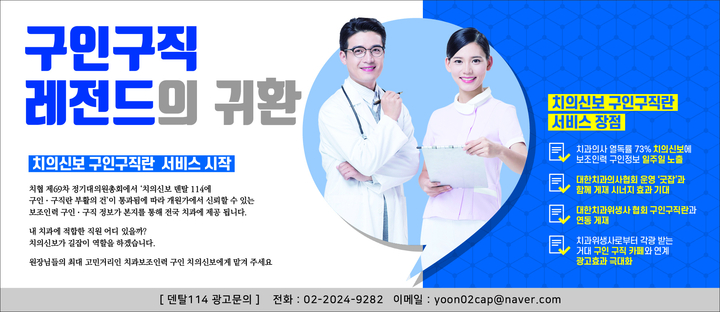 구인구직
레전드의 귀환
치의신보 구인구직란 서비스 시작
치협 제69차 정기대의원총회에서 '치의신보 덴탈 114에
구인·구직란 부활의 건'이 통과됨에 따라 개원가에서 신뢰할 수 있는
보조인력 구인·구직 정보가 본지를 통해 전국 치과에 제공 됩니다.
내 치과에 적합한 직원 어디 있을까?
치의신보가 길잡이 역할을 하겠습니다.
원장님들의 최대 고민거리인 치과보조인력 구인 치의신보에게 맡겨 주세요
치의신보 구인구직란
서비스 장점
치과의사 열독률 73% 치의신보에
보조인력 구인정보 일주일 노출
대한치과의사협회 운영 '굿잡'과
함께 게재 시너지 효과 기대
대한치과위생사 협회 구인구직란과
연동 게재
치과위생사로부터 각광 받는
거대 구인 구직 카페와 연계
광고효과 극대화
[ 덴탈114 광고문의 ] 전화 : 02-2024-9282 이메일 : yoon02cap@naver.com